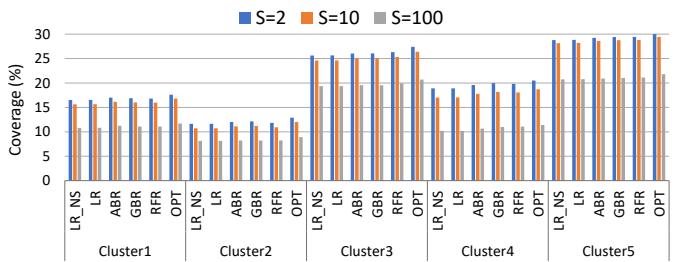 S=2 S=10 S=100
Coverage (%)
30
25
20
15
10
5
0
LR_NS LR ABR GBR RFR OPT LR_NS LR ABR GBR RFR OPT LR_NS LR ABR GBR RFR OPT LR_NS LR ABR GBR RFR OPT LR_NS LR ABR GBR RFR OPT
Cluster1 Cluster2 Cluster3 Cluster4 Cluster5